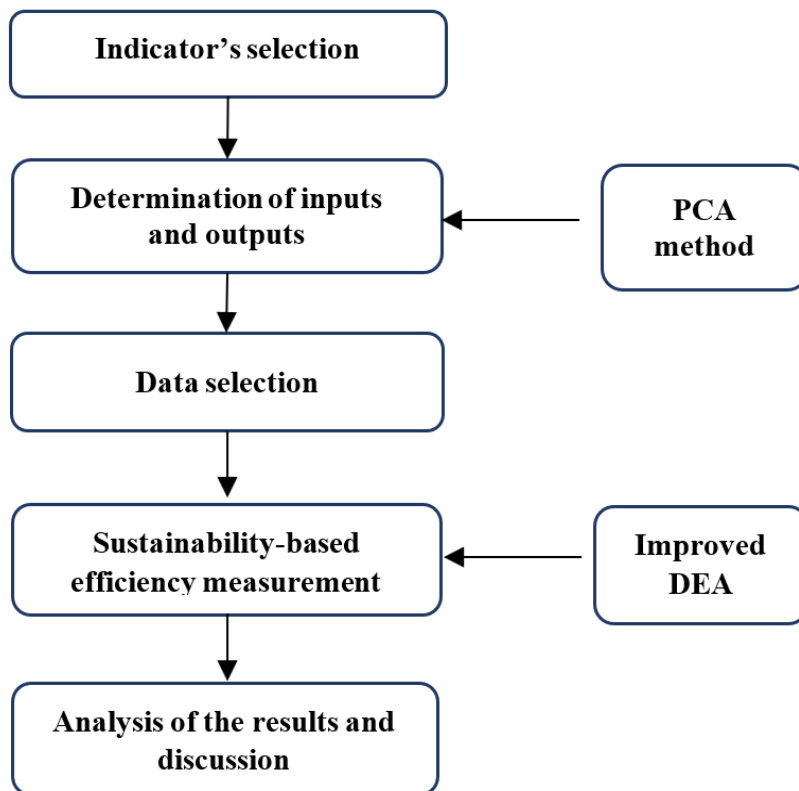 Indicator’s selection
Determination of inputs
and outputs
PCA
method
Data selection
Sustainability-based
efficiency measurement
Improved
DEA
Analysis of the results and
discussion